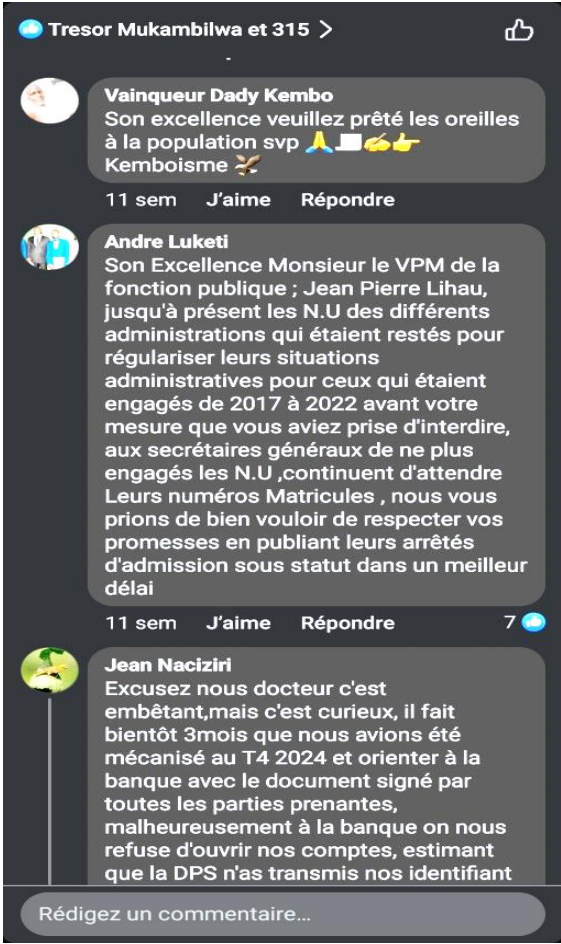 Tresor Mukambilwa et 315 >
Vainqueur Dady Kembo
Son excellence veuillez prêté les oreilles
à la population svp 🙏⬜✍️👉
Kemboisme 🦅
11 sem J'aime Répondre
Andre Luketi
Son Excellence Monsieur le VPM de la
fonction publique ; Jean Pierre Lihau,
jusqu'à présent les N.U des différents
administrations qui étaient restés pour
régulariser leurs situations
administratives pour ceux qui étaient
engagés de 2017 à 2022 avant votre
mesure que vous aviez prise d'interdire,
aux secrétaires généraux de ne plus
engagés les N.U ,continuent d'attendre
Leurs numéros Matricules , nous vous
prions de bien vouloir de respecter vos
promesses en publiant leurs arrêtés
d'admission sous statut dans un meilleur
délai
11 sem J'aime Répondre 7
Jean Naciziri
Excusez nous docteur c'est
embêtant,mais c'est curieux, il fait
bientôt 3mois que nous avions été
mécanisé au T4 2024 et orienter à la
banque avec le document signé par
toutes les parties prenantes,
malheureusement à la banque on nous
refuse d'ouvrir nos comptes, estimant
que la DPS n'as transmis nos identifiant
Rédigez un commentaire...